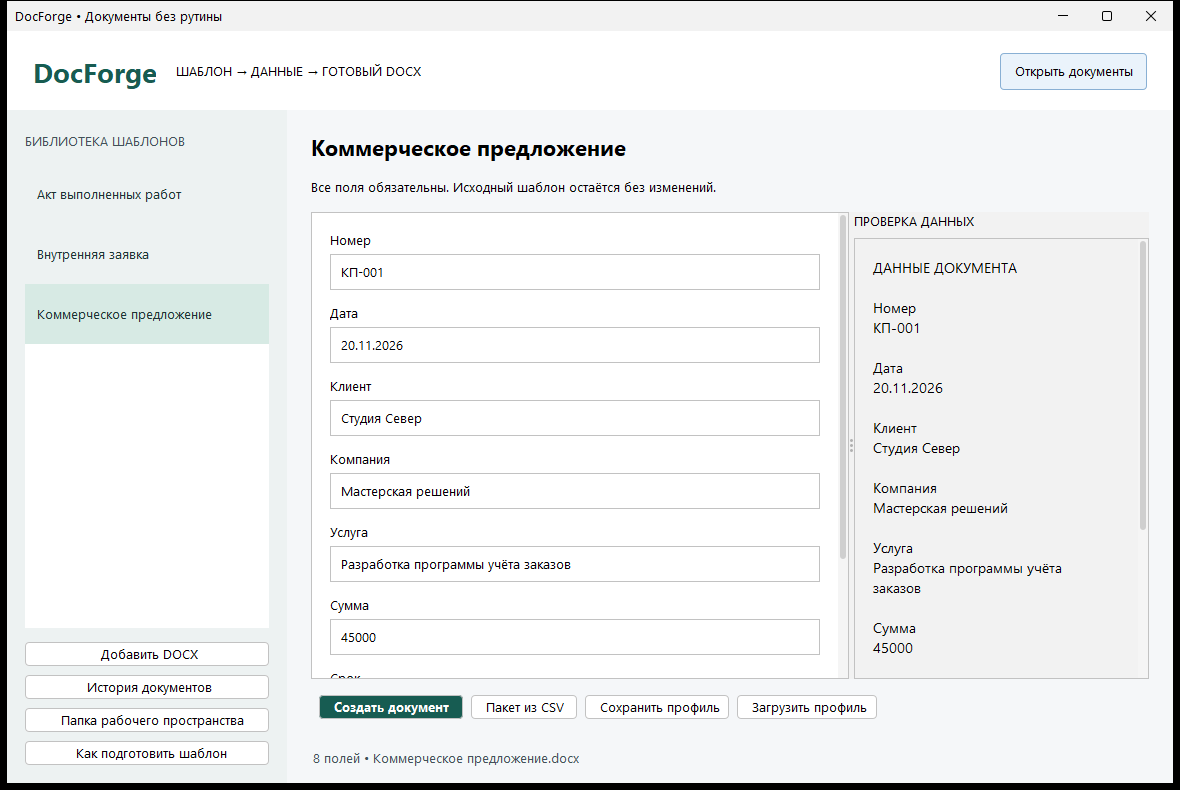 DocForge • Документы без рутины
DocForge
ШАБЛОН → ДАННЫЕ → ГОТОВЫЙ DOCX
Открыть документы
БИБЛИОТЕКА ШАБЛОНОВ
Акт выполненных работ
Внутренняя заявка
Коммерческое предложение
Добавить DOCX
История документов
Папка рабочего пространства
Как подготовить шаблон
Коммерческое предложение
Все поля обязательны. Исходный шаблон остаётся без изменений.
Номер
КП-001
Дата
20.11.2026
Клиент
Студия Север
Компания
Мастерская решений
Услуга
Разработка программы учёта заказов
Сумма
45000
Срок
ПРОВЕРКА ДАННЫХ
ДАННЫЕ ДОКУМЕНТА
Номер
КП-001
Дата
20.11.2026
Клиент
Студия Север
Компания
Мастерская решений
Услуга
Разработка программы учёта
заказов
Сумма
45000
Создать документ
Пакет из CSV
Сохранить профиль
Загрузить профиль
8 полей • Коммерческое предложение.docx